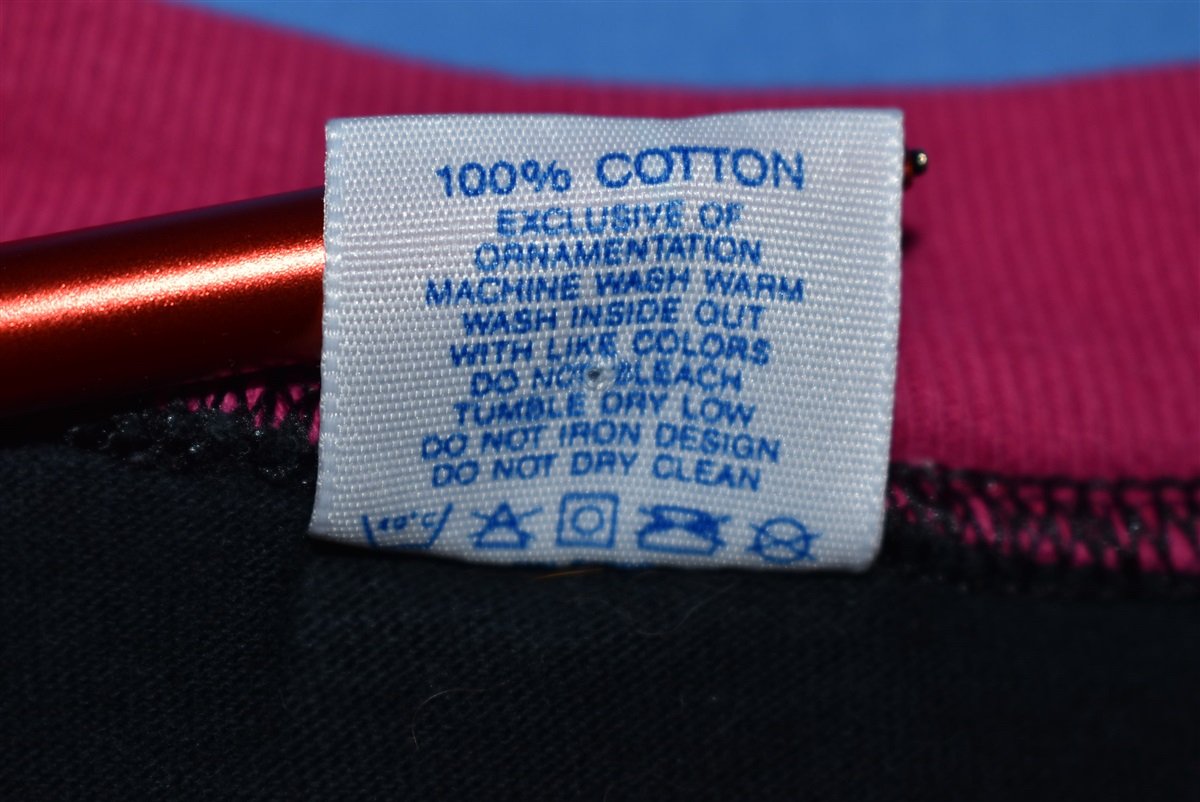 100% COTTON
EXCLUSIVE OF
ORNAMENTATION
MACHINE WASH WARM
WASH INSIDE OUT
WITH LIKE COLORS
DO NOT BLEACH
TUMBLE DRY LOW
DO NOT IRON DESIGN
DO NOT DRY CLEAN
40°C